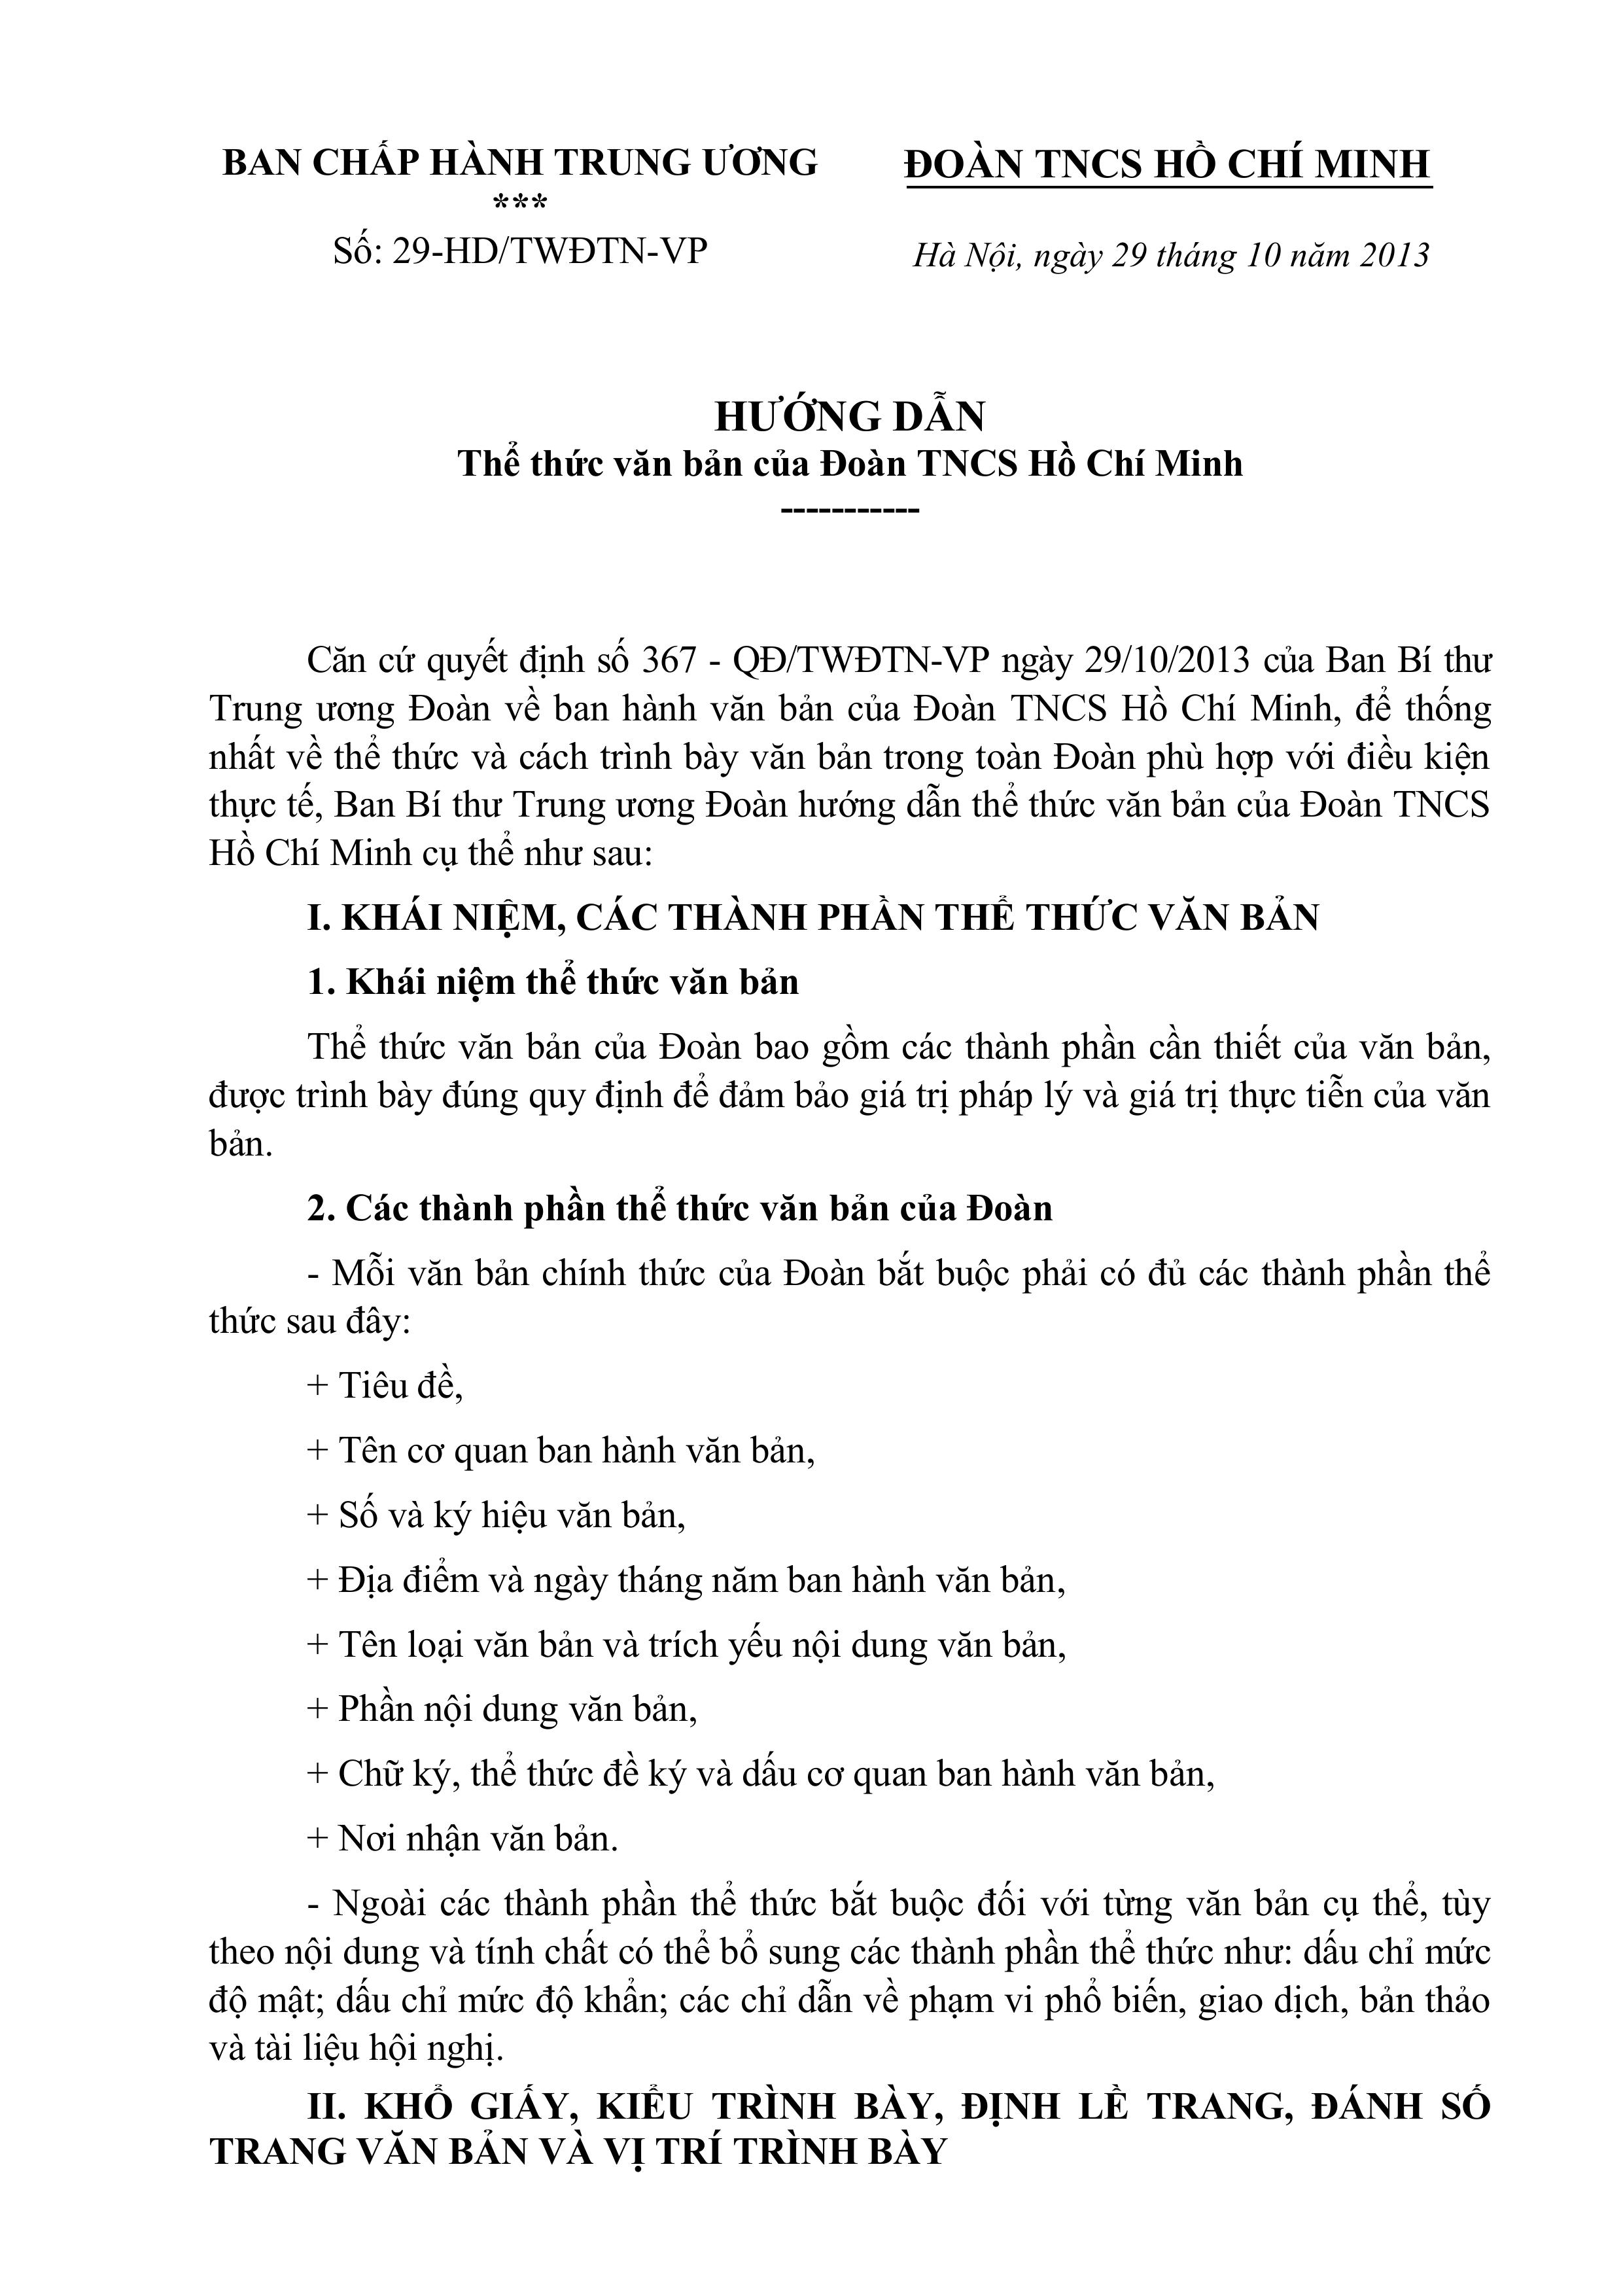 BAN CHẤP HÀNH TRUNG ƯƠNG
***
Số: 29-HD/TWĐTN-VP
ĐOÀN TNCS HỒ CHÍ MINH
Hà Nội, ngày 29 tháng 10 năm 2013
HƯỚNG DẪN
Thể thức văn bản của Đoàn TNCS Hồ Chí Minh
-----------
Căn cứ quyết định số 367 - QĐ/TWĐTN-VP ngày 29/10/2013 của Ban Bí thư
Trung ương Đoàn về ban hành văn bản của Đoàn TNCS Hồ Chí Minh, để thống
nhất về thể thức và cách trình bày văn bản trong toàn Đoàn phù hợp với điều kiện
thực tế, Ban Bí thư Trung ương Đoàn hướng dẫn thể thức văn bản của Đoàn TNCS
Hồ Chí Minh cụ thể như sau:
I. KHÁI NIỆM, CÁC THÀNH PHẦN THỂ THỨC VĂN BẢN
1. Khái niệm thể thức văn bản
Thể thức văn bản của Đoàn bao gồm các thành phần cần thiết của văn bản,
được trình bày đúng quy định để đảm bảo giá trị pháp lý và giá trị thực tiễn của văn
bản.
2. Các thành phần thể thức văn bản của Đoàn
- Mỗi văn bản chính thức của Đoàn bắt buộc phải có đủ các thành phần thể
thức sau đây:
+ Tiêu đề,
+ Tên cơ quan ban hành văn bản,
+ Số và ký hiệu văn bản,
+ Địa điểm và ngày tháng năm ban hành văn bản,
+ Tên loại văn bản và trích yếu nội dung văn bản,
+ Phần nội dung văn bản,
+ Chữ ký, thể thức đề ký và dấu cơ quan ban hành văn bản,
+ Nơi nhận văn bản.
- Ngoài các thành phần thể thức bắt buộc đối với từng văn bản cụ thể, tùy
theo nội dung và tính chất có thể bổ sung các thành phần thể thức như: dấu chỉ mức
độ mật; dấu chỉ mức độ khẩn; các chỉ dẫn về phạm vi phổ biến, giao dịch, bản thảo
và tài liệu hội nghị.
II. KHỔ GIẤY, KIỂU TRÌNH BÀY, ĐỊNH LỀ TRANG, ĐÁNH SỐ
TRANG VĂN BẢN VÀ VỊ TRÍ TRÌNH BÀY